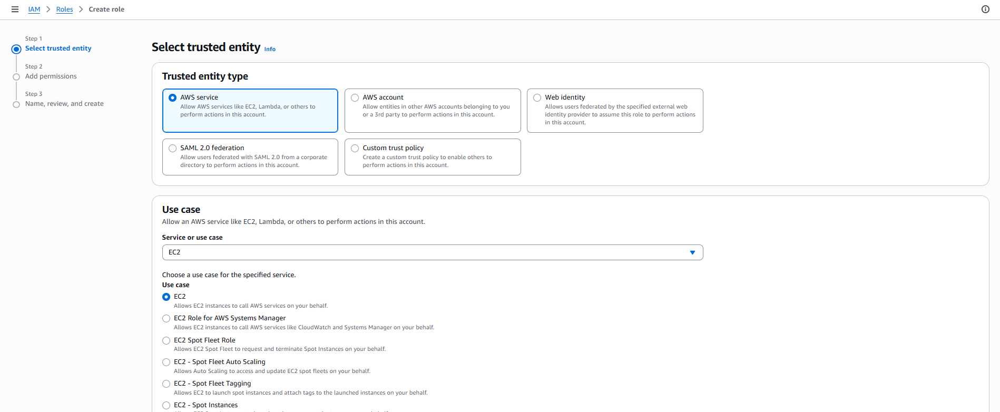 IAM > Roles > Create role
Step 1
Select trusted entity
Step 2
Add permissions
Step 3
Name, review, and create
Select trusted entity Info
Trusted entity type
AWS service
Allow AWS services like EC2, Lambda, or others to
perform actions in this account.
AWS account
Allow entities in other AWS accounts belonging to you
or a 3rd party to perform actions in this account.
Web identity
Allows users federated by the specified external web
identity provider to assume this role to perform actions
in this account.
SAML 2.0 federation
Allow users federated with SAML 2.0 from a corporate
directory to perform actions in this account.
Custom trust policy
Create a custom trust policy to enable others to
perform actions in this account.
Use case
Allow an AWS service like EC2, Lambda, or others to perform actions in this account.
Service or use case
EC2
Choose a use case for the specified service.
Use case
EC2
Allows EC2 instances to call AWS services on your behalf.
EC2 Role for AWS Systems Manager
Allows EC2 instances to call AWS services like CloudWatch and Systems Manager on your behalf.
EC2 Spot Fleet Role
Allows EC2 Spot Fleet to request and terminate Spot Instances on your behalf.
EC2 - Spot Fleet Auto Scaling
Allows Auto Scaling to access and update EC2 spot fleets on your behalf.
EC2 - Spot Fleet Tagging
Allows EC2 to launch spot instances and attach tags to the launched instances on your behalf.
EC2 - Spot Instances